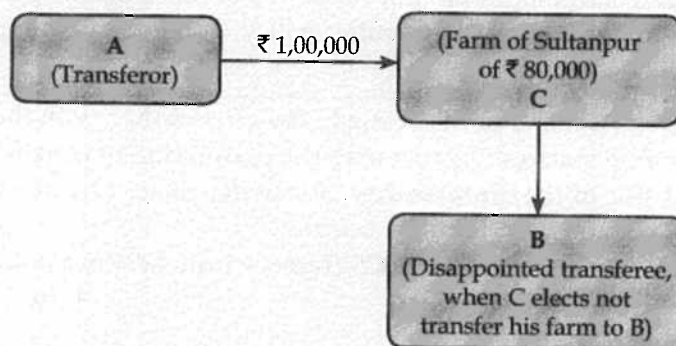 A
(Transferor)
₹ 1,00,000
(Farm of Sultanpur
of ₹ 80,000)
C
B
(Disappointed transferee,
when C elects not
transfer his farm to B)